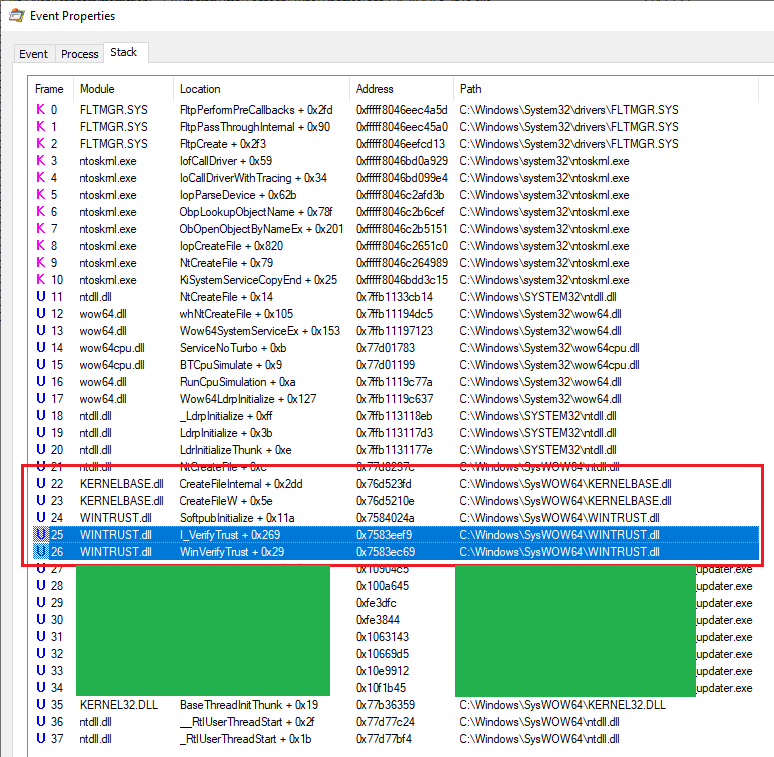 Event Properties
Event Process Stack
Frame Module Location Address Path
K 0 FLTMGR.SYS FltpPerformPreCallbacks + 0x2fd 0xfffff8046eec4a5d C:\Windows\System32\drivers\FLTMGR.SYS
K 1 FLTMGR.SYS FltpPassThroughInternal + 0x90 0xfffff8046eec45a0 C:\Windows\System32\drivers\FLTMGR.SYS
K 2 FLTMGR.SYS FltpCreate + 0x2f3 0xfffff8046eefcd13 C:\Windows\System32\drivers\FLTMGR.SYS
K 3 ntoskrnl.exe IofCallDriver + 0x59 0xfffff8046bd0a929 C:\Windows\system32\ntoskrnl.exe
K 4 ntoskrnl.exe IoCallDriverWithTracing + 0x34 0xfffff8046bd099e4 C:\Windows\system32\ntoskrnl.exe
K 5 ntoskrnl.exe IopParseDevice + 0x62b 0xfffff8046c2afd3b C:\Windows\system32\ntoskrnl.exe
K 6 ntoskrnl.exe ObpLookupObjectName + 0x78f 0xfffff8046c2b6cef C:\Windows\system32\ntoskrnl.exe
K 7 ntoskrnl.exe ObOpenObjectByNameEx + 0x201 0xfffff8046c2b5151 C:\Windows\system32\ntoskrnl.exe
K 8 ntoskrnl.exe IopCreateFile + 0x820 0xfffff8046c2651c0 C:\Windows\system32\ntoskrnl.exe
K 9 ntoskrnl.exe NtCreateFile + 0x79 0xfffff8046c264989 C:\Windows\system32\ntoskrnl.exe
K 10 ntoskrnl.exe KiSystemServiceCopyEnd + 0x25 0xfffff8046bdd3c15 C:\Windows\system32\ntoskrnl.exe
U 11 ntdll.dll NtCreateFile + 0x14 0x7ffb1133cb14 C:\Windows\SYSTEM32\ntdll.dll
U 12 wow64.dll whNtCreateFile + 0x105 0x7ffb11194dc5 C:\Windows\System32\wow64.dll
U 13 wow64.dll Wow64SystemServiceEx + 0x153 0x7ffb11197123 C:\Windows\System32\wow64.dll
U 14 wow64cpu.dll ServiceNoTurbo + 0xb 0x77d01783 C:\Windows\System32\wow64cpu.dll
U 15 wow64cpu.dll BTCpuSimulate + 0x9 0x77d01199 C:\Windows\System32\wow64cpu.dll
U 16 wow64.dll RunCpuSimulation + 0xa 0x7ffb1119c77a C:\Windows\System32\wow64.dll
U 17 wow64.dll Wow64LdrpInitialize + 0x127 0x7ffb1119c637 C:\Windows\System32\wow64.dll
U 18 ntdll.dll _LdrpInitialize + 0xff 0x7ffb113118eb C:\Windows\SYSTEM32\ntdll.dll
U 19 ntdll.dll LdrpInitialize + 0x3b 0x7ffb113117d3 C:\Windows\SYSTEM32\ntdll.dll
U 20 ntdll.dll LdrInitializeThunk + 0xe 0x7ffb1131177e C:\Windows\SYSTEM32\ntdll.dll
U 21 ntdll.dll NtCreateFile + 0xc C:\Windows\SysWOW64\ntdll.dll
U 22 KERNELBASE.dll CreateFileInternal + 0x2dd 0x76d523fd C:\Windows\SysWOW64\KERNELBASE.dll
U 23 KERNELBASE.dll CreateFileW + 0x5e 0x76d5210e C:\Windows\SysWOW64\KERNELBASE.dll
U 24 WINTRUST.dll SoftpubInitialize + 0x11a 0x7584024a C:\Windows\SysWOW64\WINTRUST.dll
U 25 WINTRUST.dll I_VerifyTrust + 0x269 0x7583eef9 C:\Windows\SysWOW64\WINTRUST.dll
U 26 WINTRUST.dll WinVerifyTrust + 0x29 0x7583ec69 C:\Windows\SysWOW64\WINTRUST.dll
U 27 0x10904c5 updater.exe
U 28 0x100a645 updater.exe
U 29 0xfe3dfc updater.exe
U 30 0xfe3844 updater.exe
U 31 0x1063143 updater.exe
U 32 0x10669d5 updater.exe
U 33 0x10e9912 updater.exe
U 34 0x10f1b45 updater.exe
U 35 KERNEL32.DLL BaseThreadInitThunk + 0x19 0x77b36359 C:\Windows\SysWOW64\KERNEL32.DLL
U 36 ntdll.dll __RtlUserThreadStart + 0x2f 0x77d77c24 C:\Windows\SysWOW64\ntdll.dll
U 37 ntdll.dll _RtlUserThreadStart + 0x1b 0x77d77bf4 C:\Windows\SysWOW64\ntdll.dll